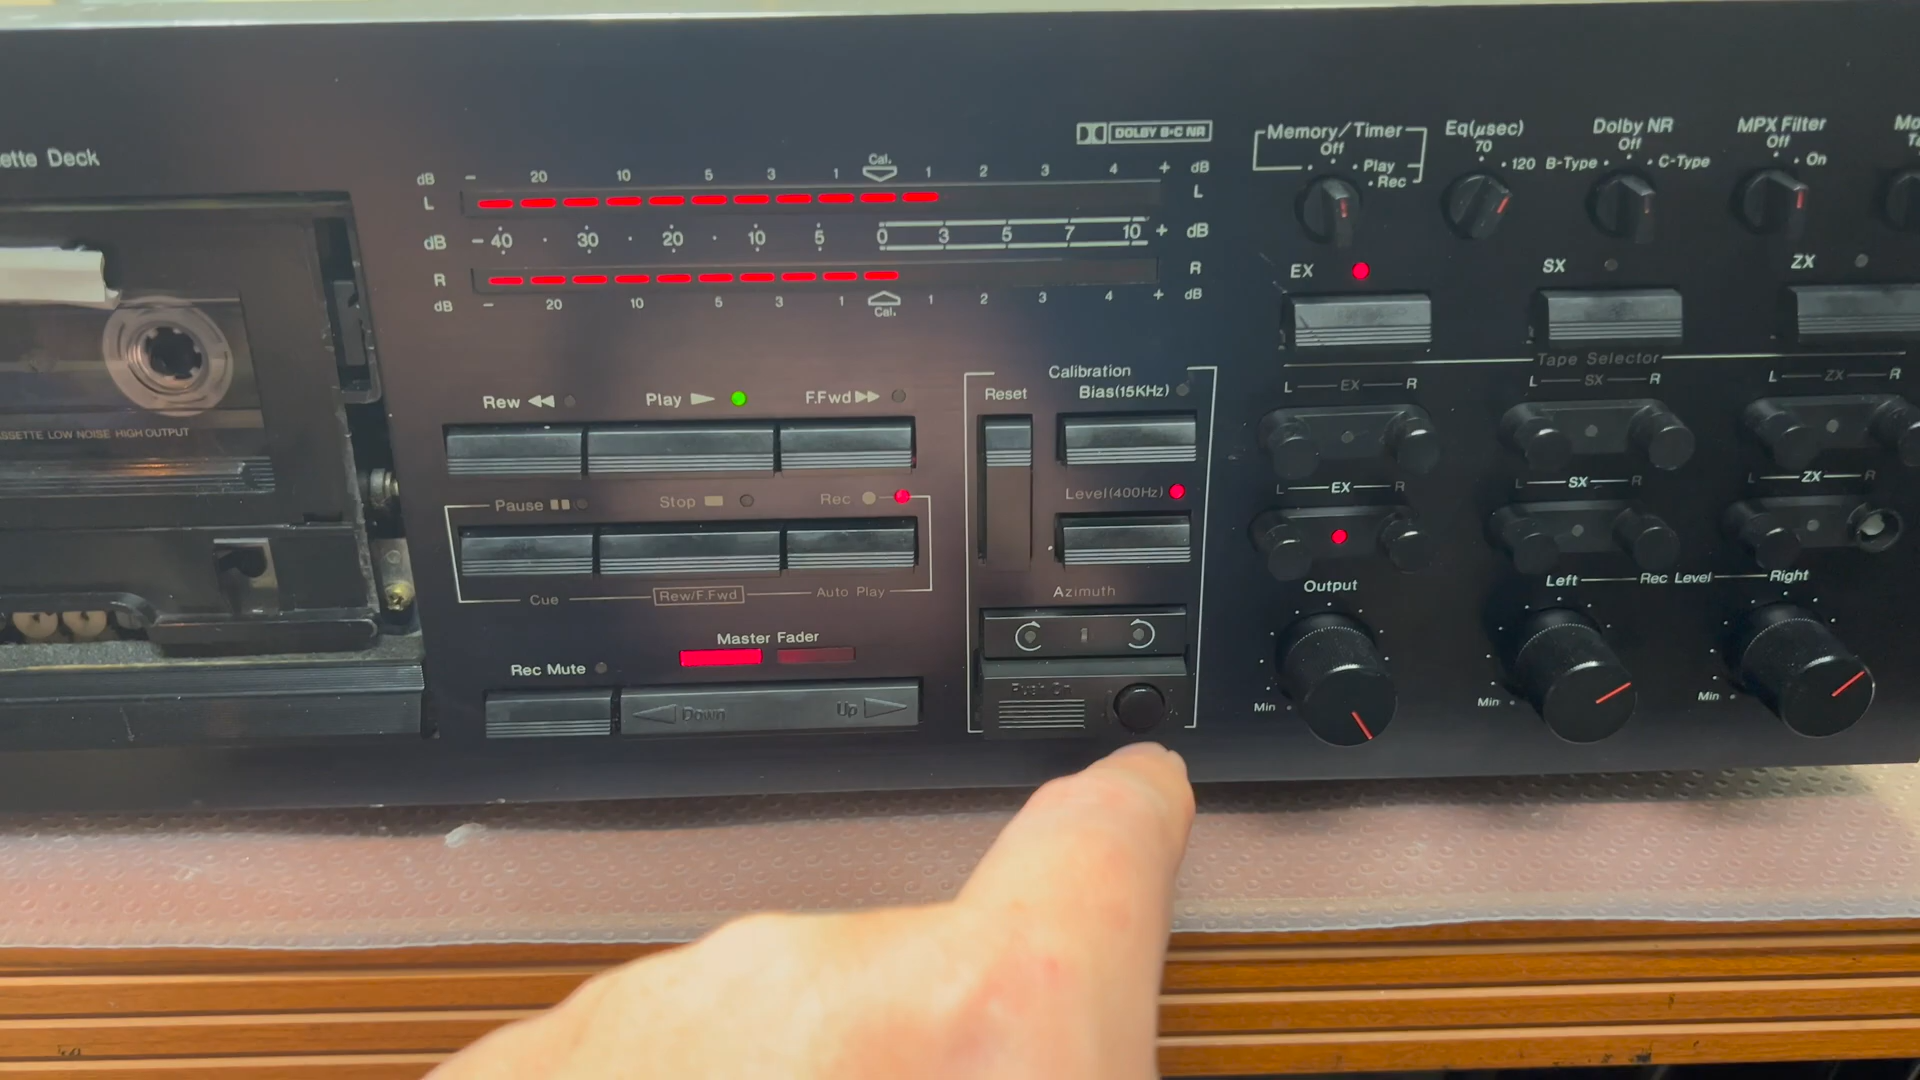 ette Deck
DOLBY B·C NR
Cal.
dB - 20 10 5 3 1 1 2 3 4 + dB
L L
dB - 40 · 30 · 20 · 10 5 0 3 5 7 10 + dB
R R
dB - 20 10 5 3 1 1 2 3 4 + dB
Cal.
Memory/Timer
Off
Play
Rec
Eq(μsec)
70
120
Dolby NR
Off
B-Type
C-Type
MPX Filter
Off
On
Mo
Ta
EX SX ZX
Tape Selector
L EX R L SX R L ZX R
L EX R L SX R L ZX R
SSETTE LOW NOISE HIGH OUTPUT
Rew Play F.Fwd
Pause Stop Rec
Cue Rew/F.Fwd Auto Play
Master Fader
Rec Mute
Down Up
Calibration
Reset Bias(15KHz)
Level(400Hz)
Azimuth
Push On
Output
Min
Left Rec Level Right
Min Min